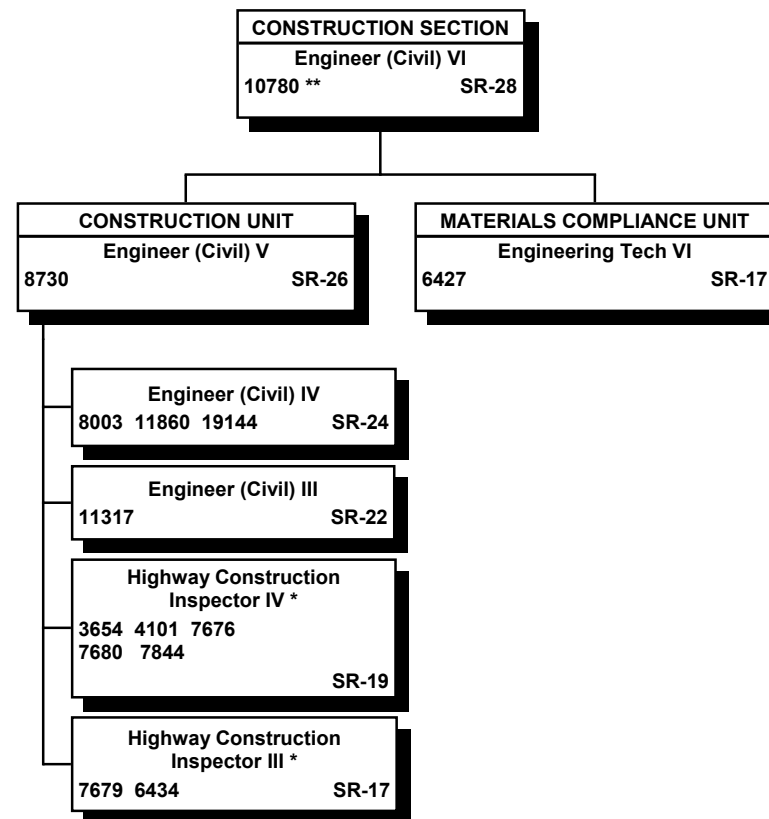 CONSTRUCTION SECTION
Engineer (Civil) VI
10780 ** SR-28
CONSTRUCTION UNIT
Engineer (Civil) V
8730 SR-26
MATERIALS COMPLIANCE UNIT
Engineering Tech VI
6427 SR-17
Engineer (Civil) IV
8003 11860 19144 SR-24
Engineer (Civil) III
11317 SR-22
Highway Construction
Inspector IV *
3654 4101 7676
7680 7844
SR-19
Highway Construction
Inspector III *
7679 6434 SR-17